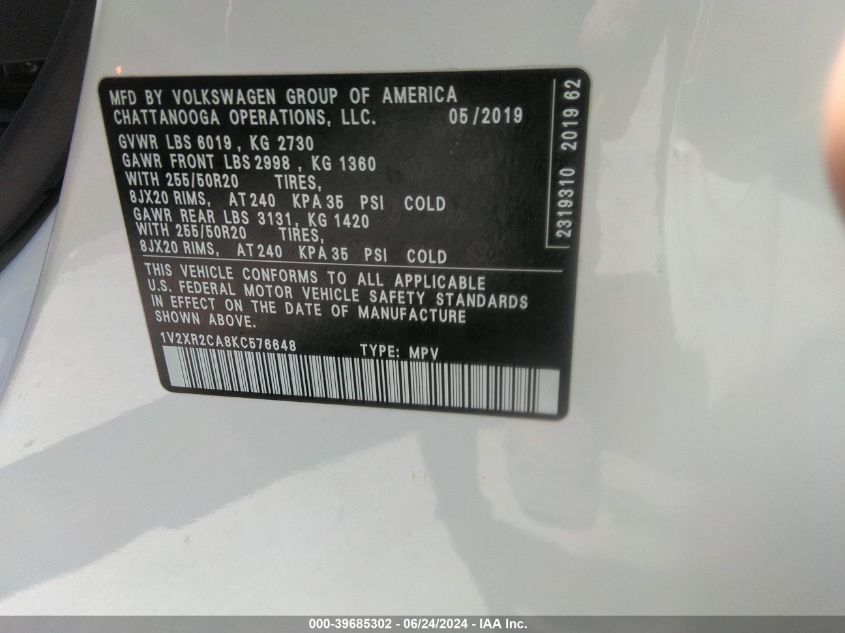 MFD BY VOLKSWAGEN GROUP OF AMERICA
CHATTANOOGA OPERATIONS, LLC. 05/2019
GVWR LBS 6019, KG 2730
GAWR FRONT LBS 2998, KG 1360
WITH 255/50R20 TIRES,
8JX20 RIMS, AT 240 KPA 35 PSI COLD
GAWR REAR LBS 3131, KG 1420
WITH 255/50R20 TIRES,
8JX20 RIMS, AT 240 KPA 35 PSI COLD
THIS VEHICLE CONFORMS TO ALL APPLICABLE
U.S. FEDERAL MOTOR VEHICLE SAFETY STANDARDS
IN EFFECT ON THE DATE OF MANUFACTURE
SHOWN ABOVE.
1V2XR2CA8KC576648 TYPE: MPV
2319310 2019 62
000-39685302 - 06/24/2024 - IAA Inc.